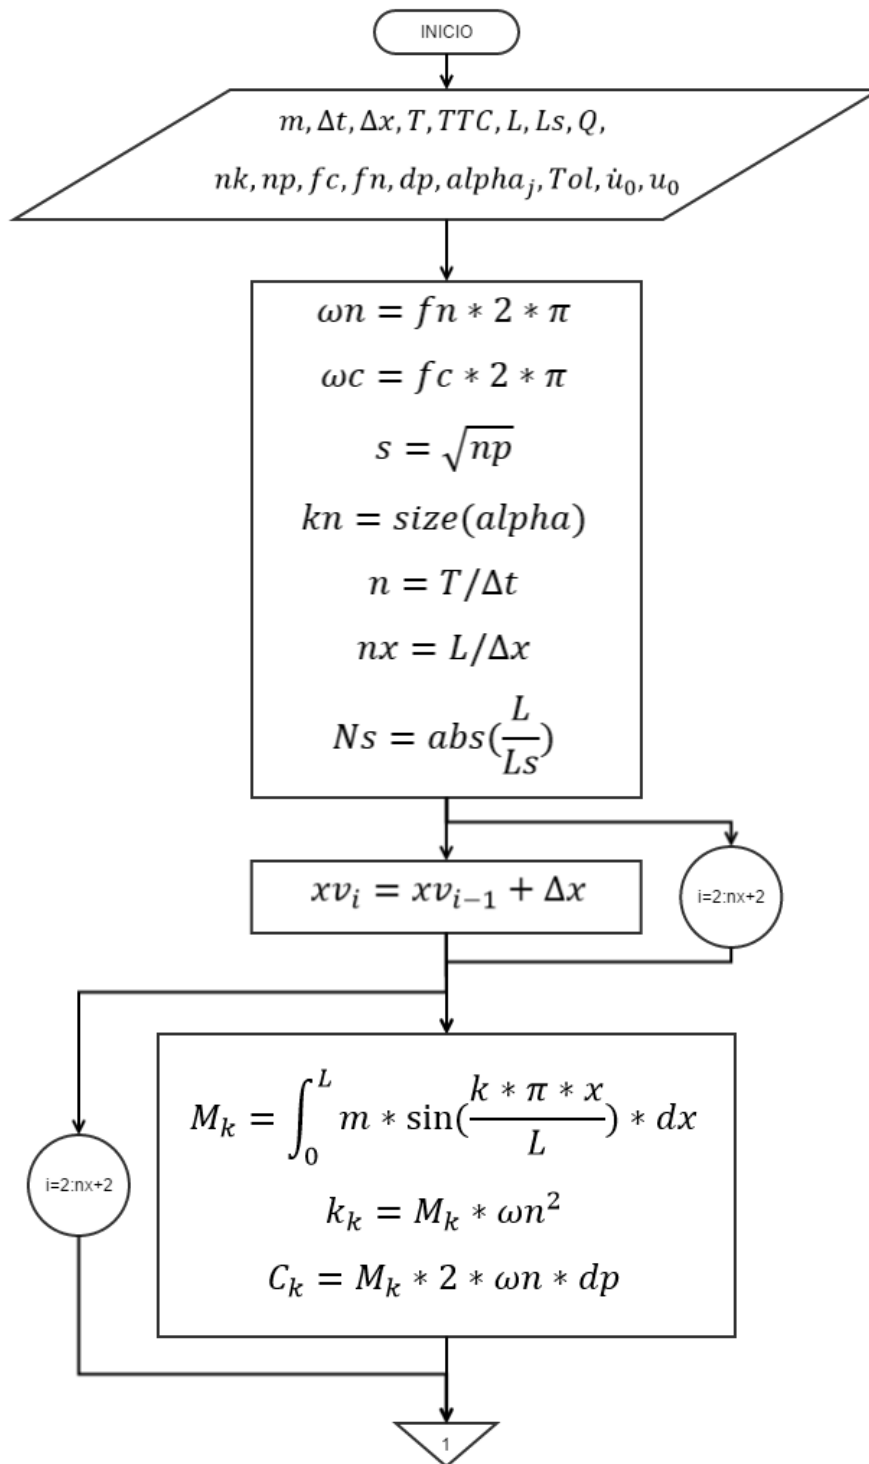 INICIO
m, Δt, Δx, T, TTC, L, Ls, Q,
nk, np, fc, fn, dp, alpha_j, Tol, u̇_0, u_0
ωn = fn * 2 * π
ωc = fc * 2 * π
s = √np
kn = size(alpha)
n = T/Δt
nx = L/Δx
Ns = abs(L/Ls)
xv_i = xv_{i−1} + Δx
i=2:nx+2
M_k = ∫_0^L m * sin(k * π * x / L) * dx
i=2:nx+2
k_k = M_k * ωn²
C_k = M_k * 2 * ωn * dp
1